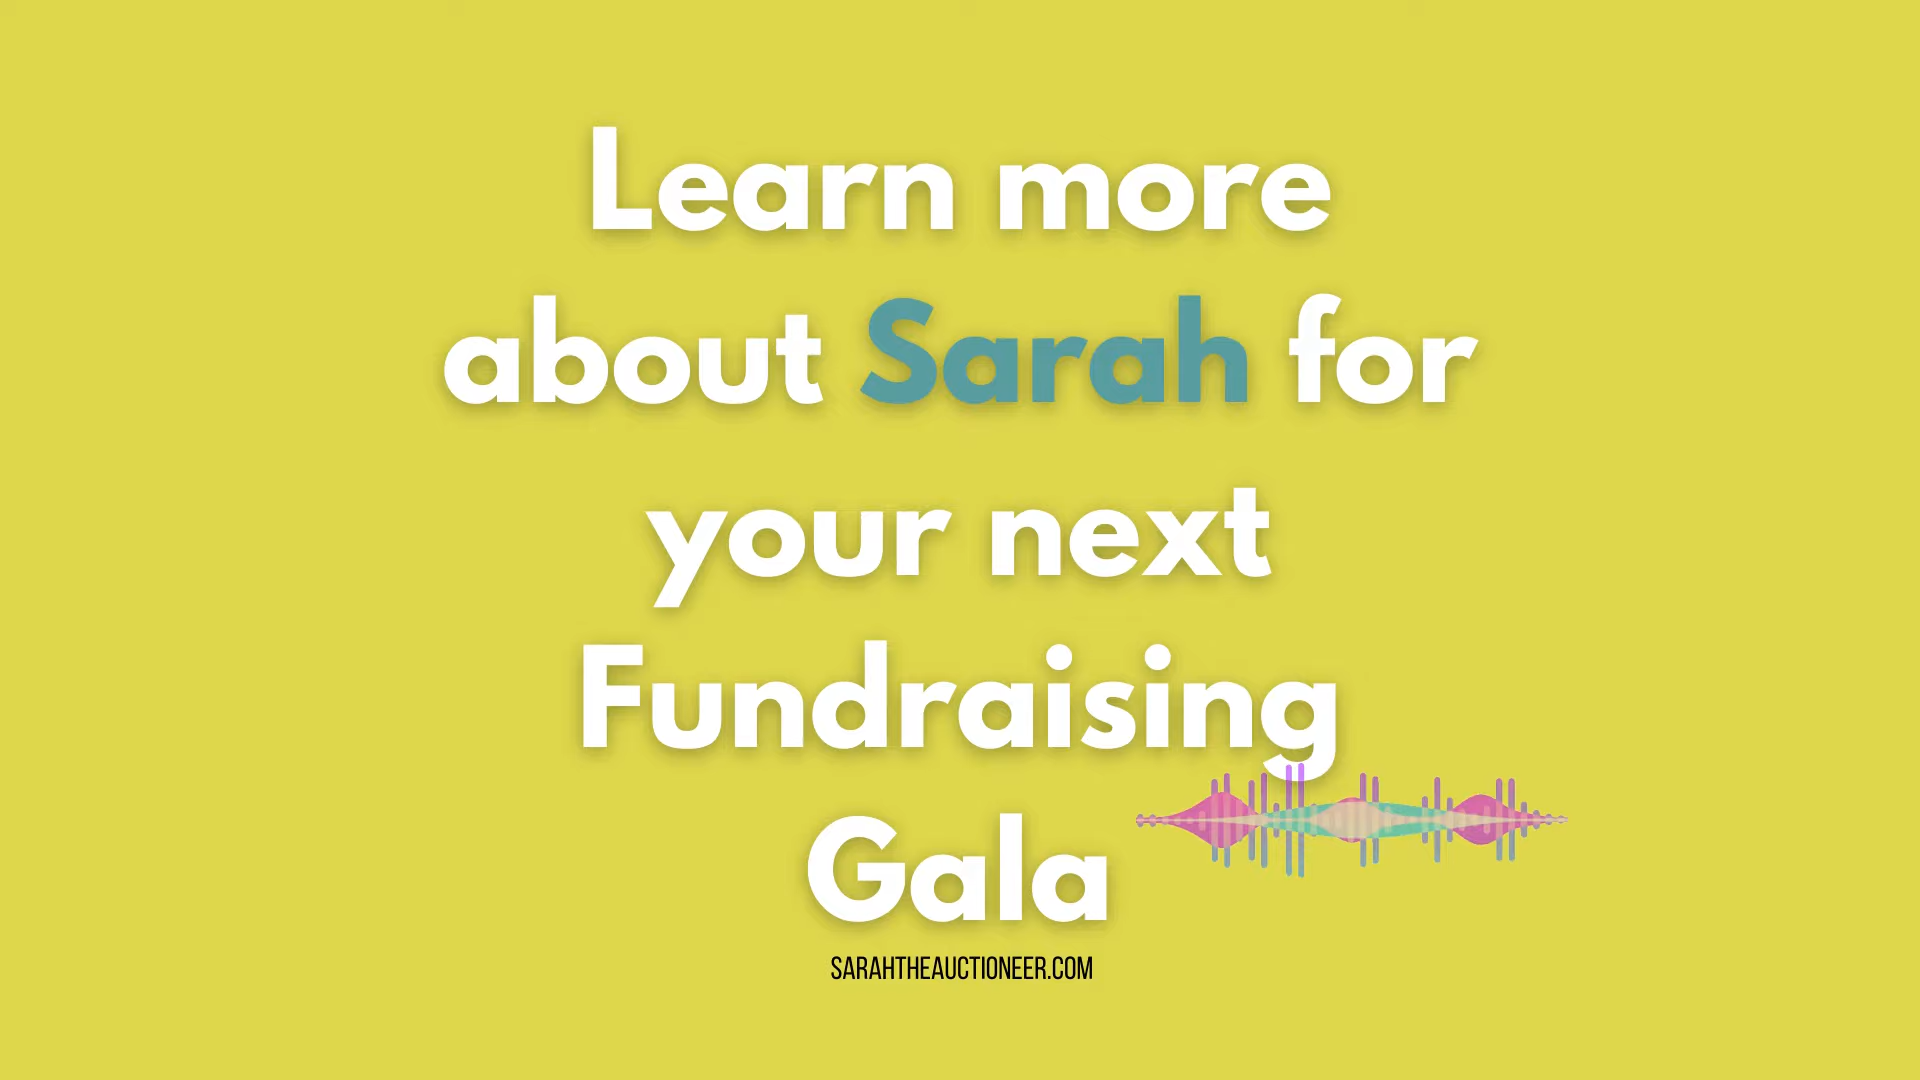 Learn more
about Sarah for
your next
Fundraising
Gala
SARAHTHEAUCTIONEER.COM